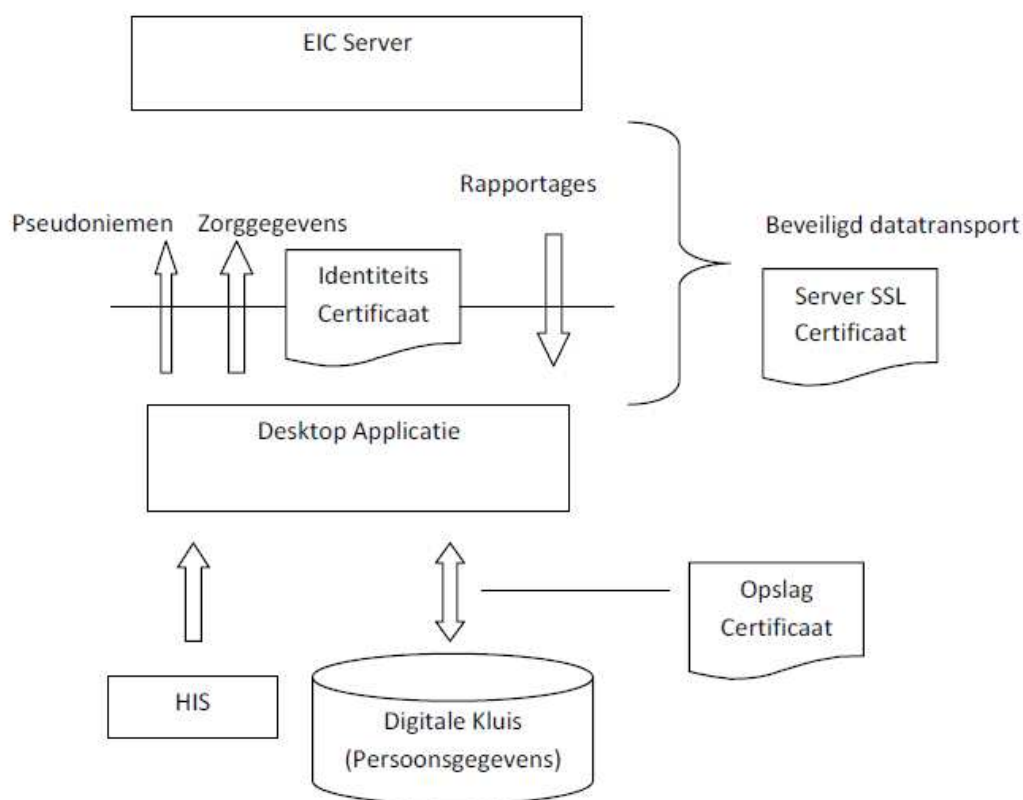 EIC Server
Rapportages
Pseudoniemen
Zorggegevens
Beveiligd datatransport
Identiteits
Certificaat
Server SSL
Certificaat
Desktop Applicatie
Opslag
Certificaat
HIS
Digitale Kluis
(Persoonsgegevens)